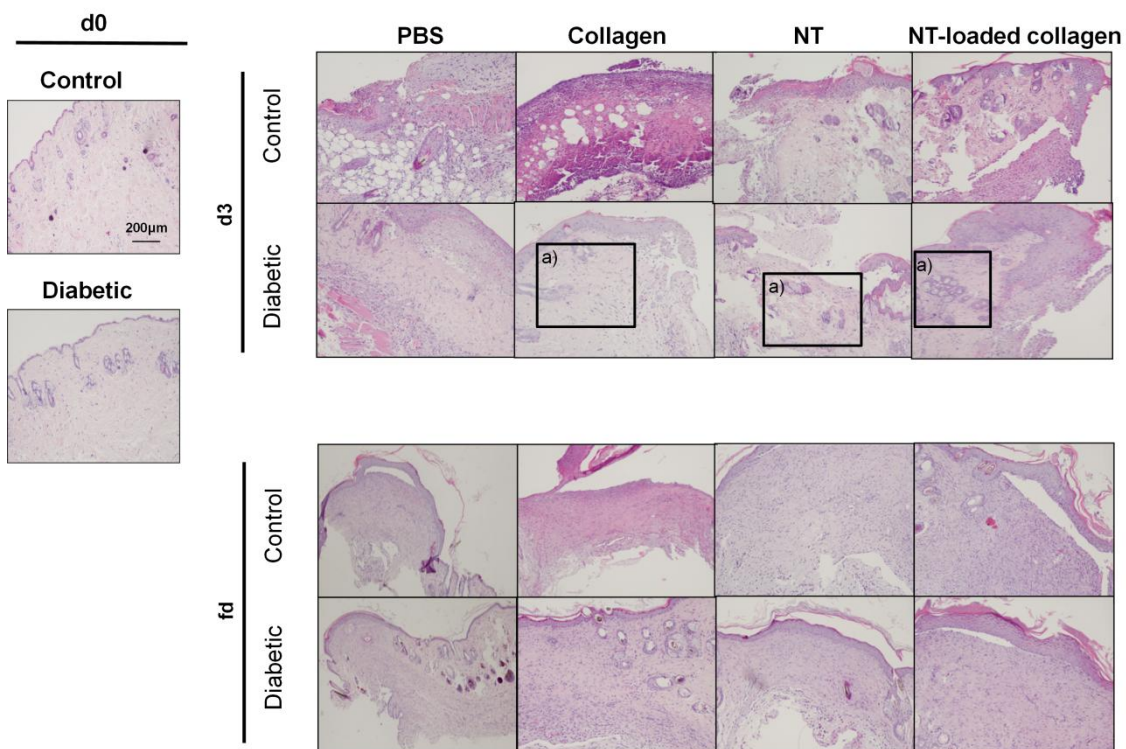 d0
Control
200µm
Diabetic
PBS Collagen NT NT-loaded collagen
d3
Control
Diabetic
a)
a)
a)
fd
Control
Diabetic